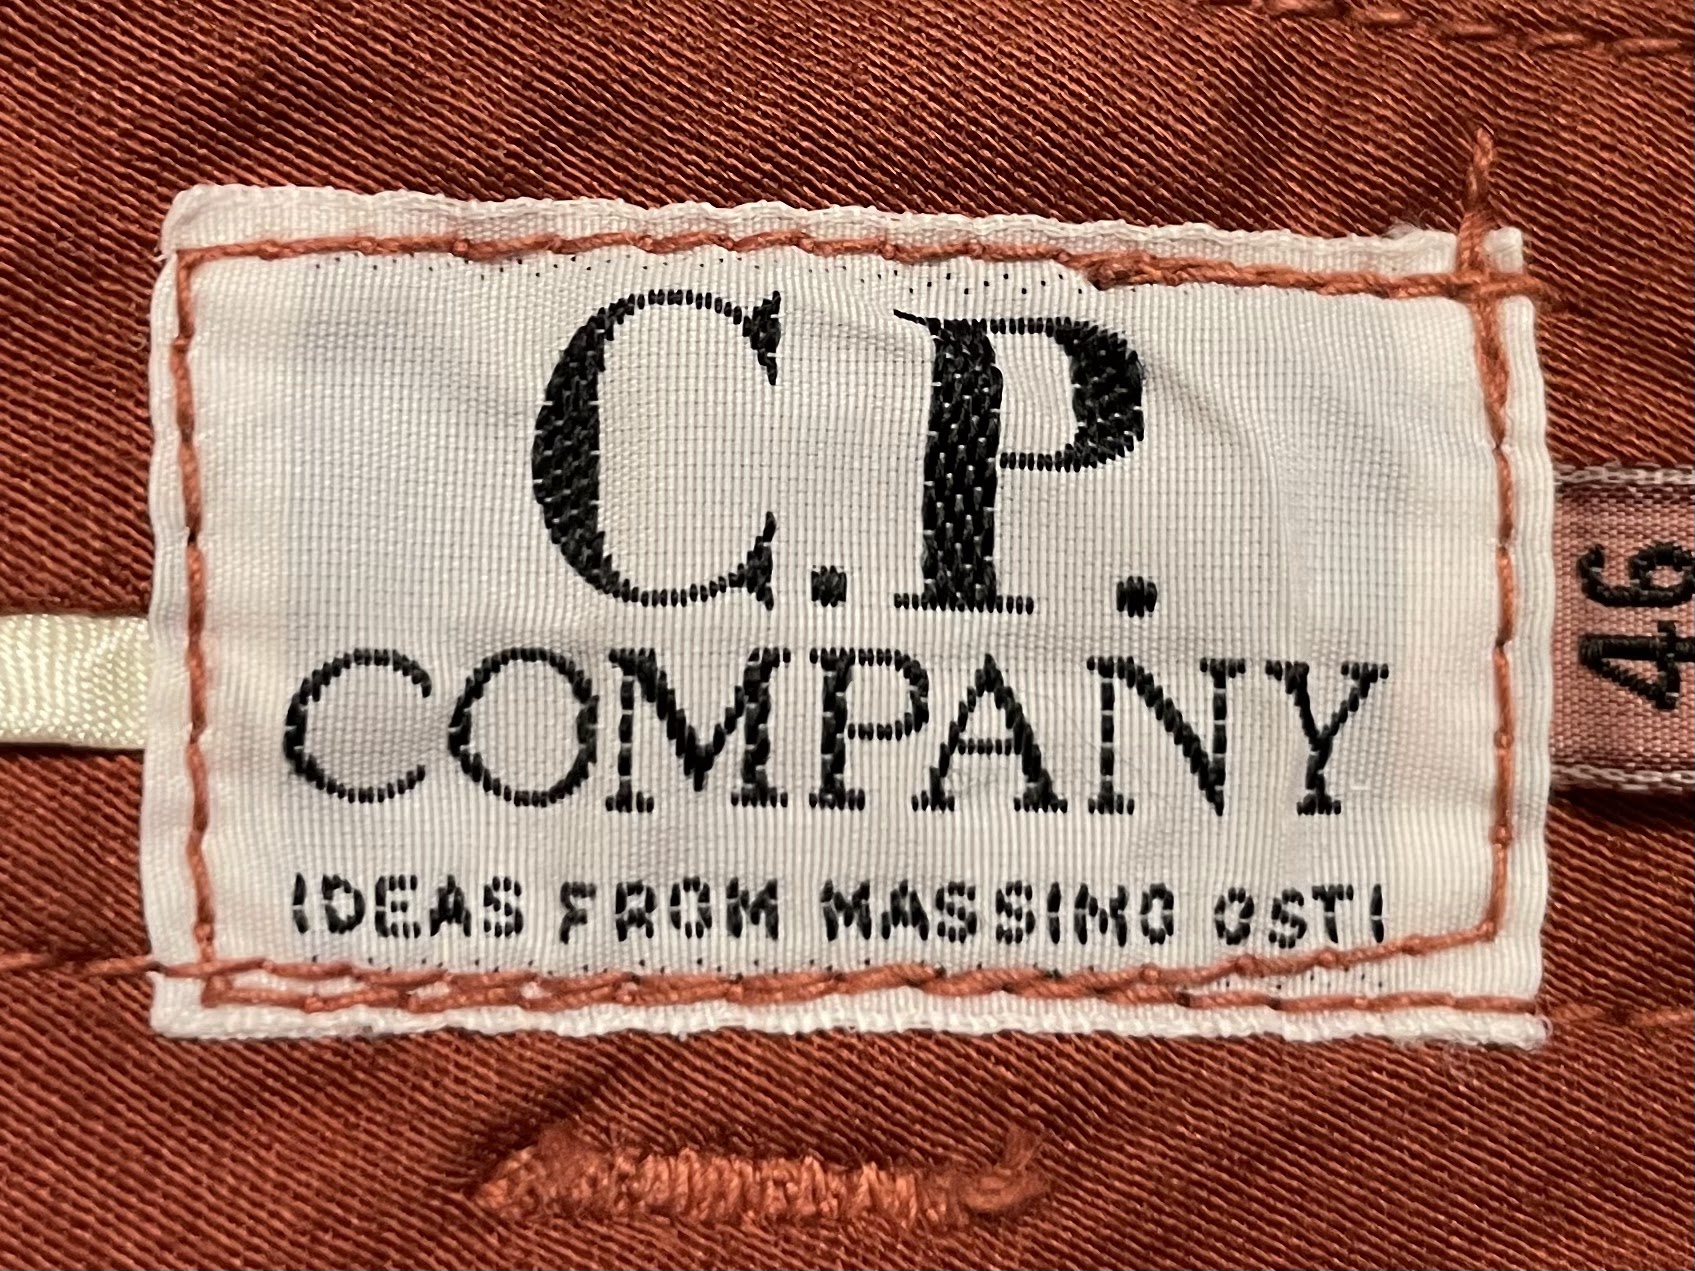 C.P.
COMPANY
IDEAS FROM MASSIMO OSTI
46